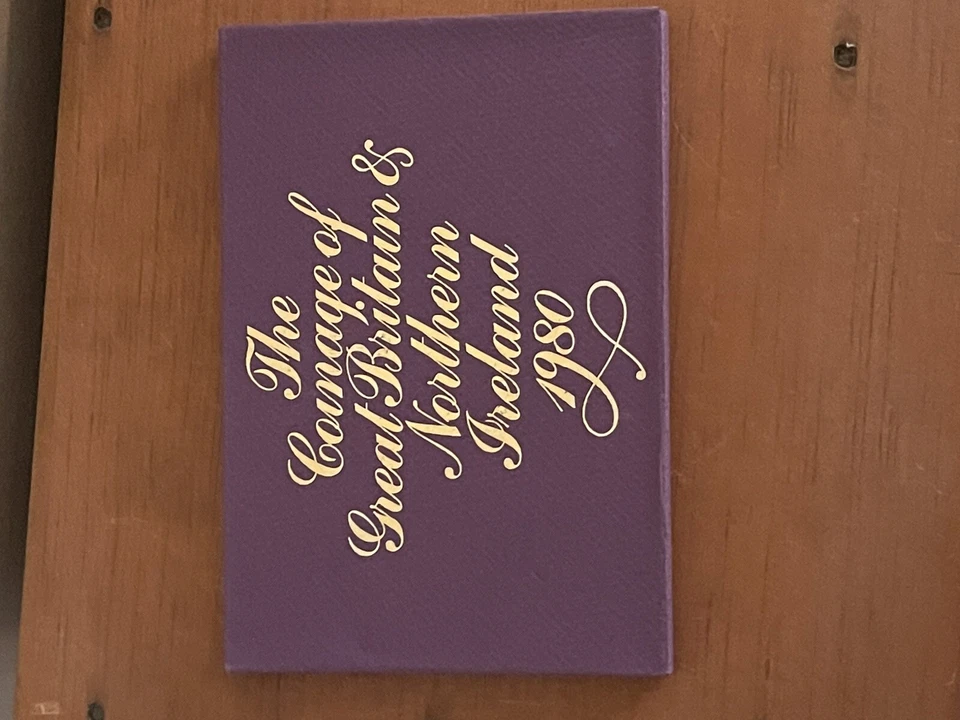 The
Coinage of
Great Britain &
Northern
Ireland
1980